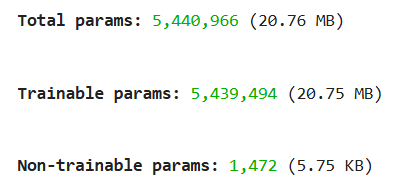 Total params: 5,440,966 (20.76 MB)
Trainable params: 5,439,494 (20.75 MB)
Non-trainable params: 1,472 (5.75 KB)